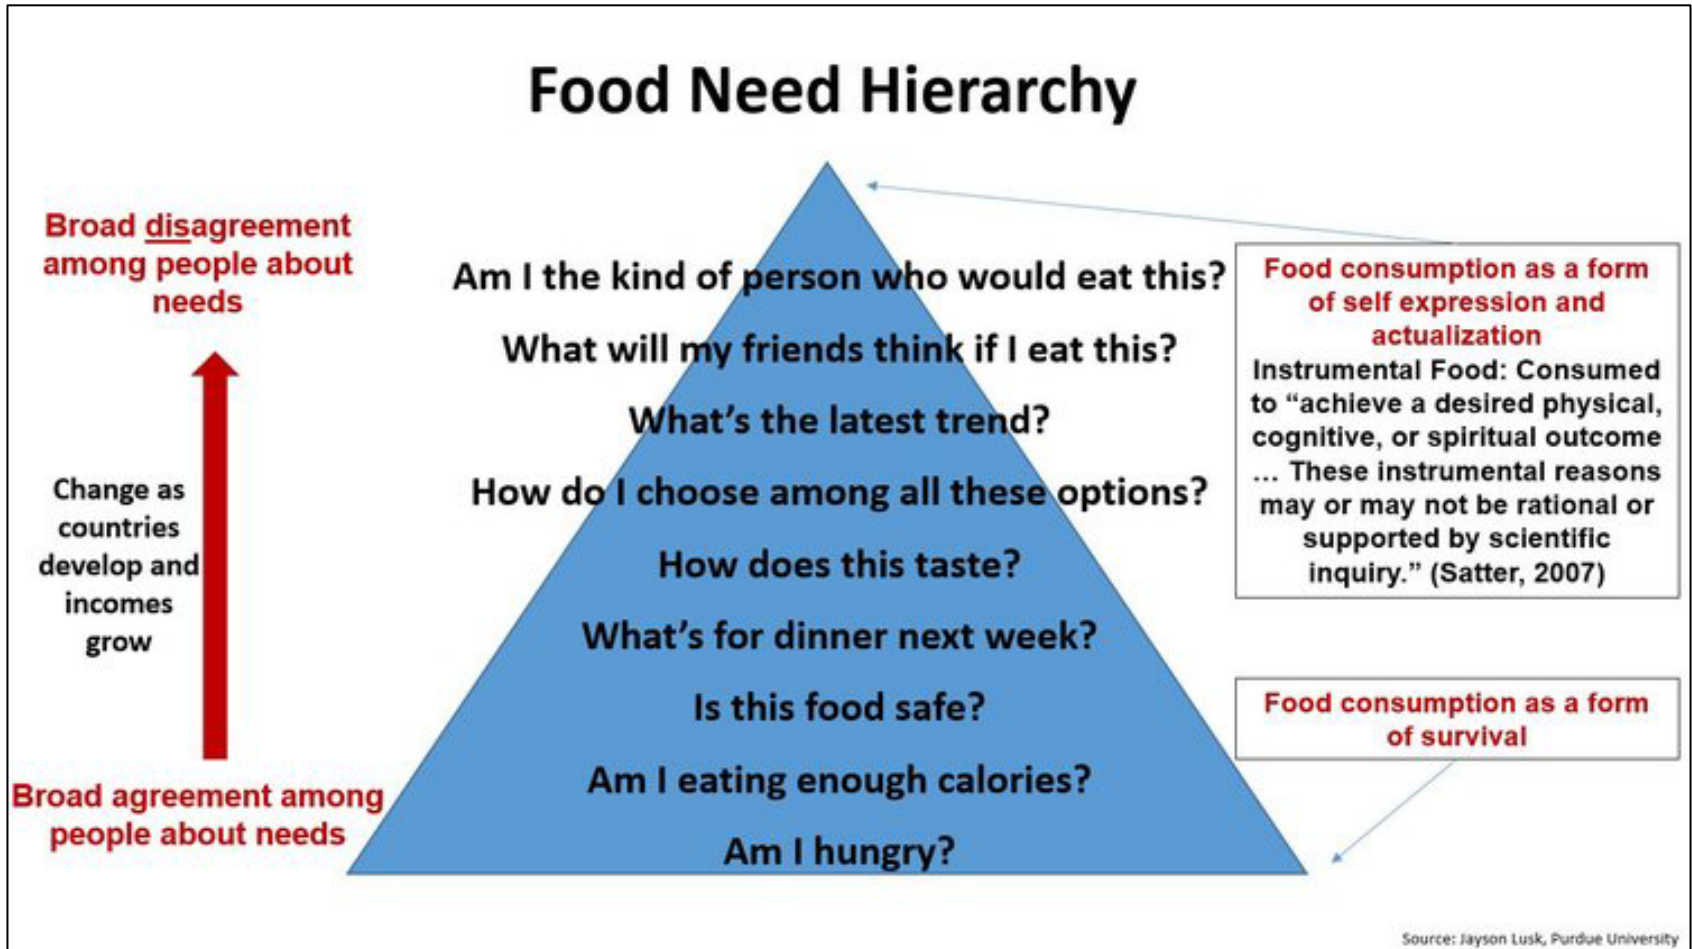 Food Need Hierarchy
Broad disagreement
among people about
needs
Change as
countries
develop and
incomes
grow
Broad agreement among
people about needs
Am I the kind of person who would eat this?
What will my friends think if I eat this?
What's the latest trend?
How do I choose among all these options?
How does this taste?
What's for dinner next week?
Is this food safe?
Am I eating enough calories?
Am I hungry?
Food consumption as a form
of self expression and
actualization
Instrumental Food: Consumed
to “achieve a desired physical,
cognitive, or spiritual outcome
… These instrumental reasons
may or may not be rational or
supported by scientific
inquiry.” (Satter, 2007)
Food consumption as a form
of survival
Source: Jayson Lusk, Purdue University